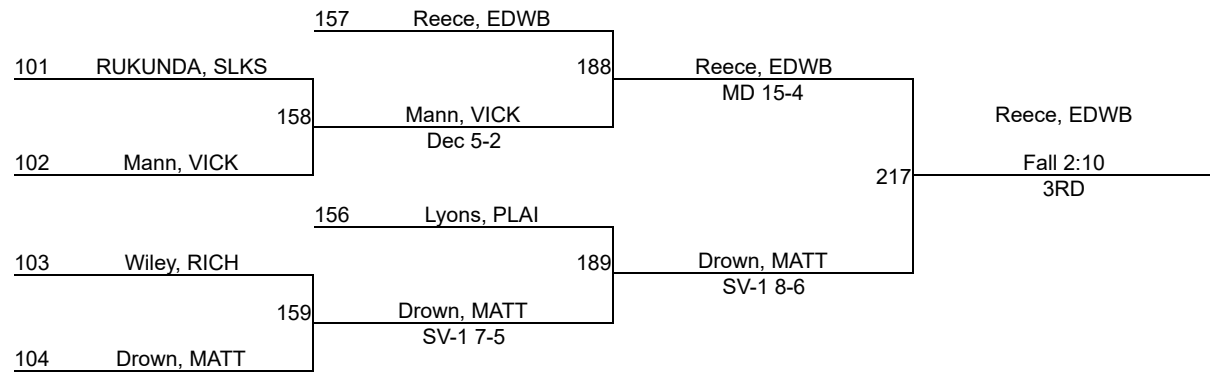 157 Reece, EDWB
101 RUKUNDA, SLKS
188 Reece, EDWB
MD 15-4
158 Mann, VICK
Dec 5-2
Reece, EDWB
102 Mann, VICK
Fall 2:10
217
3RD
156 Lyons, PLAI
103 Wiley, RICH
189 Drown, MATT
SV-1 8-6
159 Drown, MATT
SV-1 7-5
104 Drown, MATT